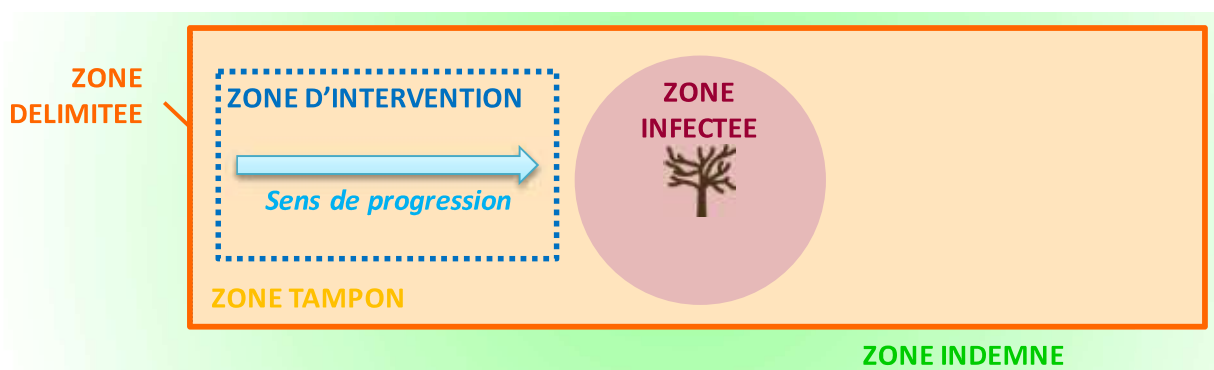 ZONE
DELIMITEE
ZONE D’INTERVENTION
Sens de progression
ZONE
INFECTEE
ZONE TAMPON
ZONE INDEMNE